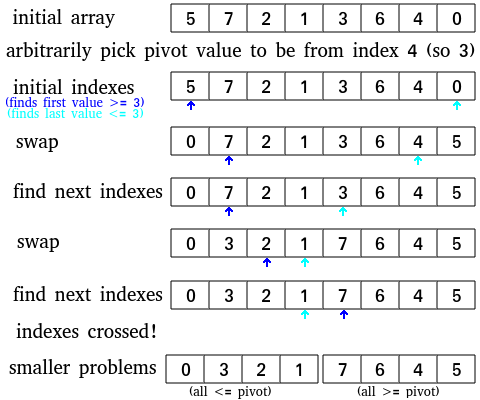 initial array 5 7 2 1 3 6 4 0
arbitrarily pick pivot value to be from index 4 (so 3)
initial indexes 5 7 2 1 3 6 4 0
(finds first value >= 3)
(finds last value <= 3)
swap 0 7 2 1 3 6 4 5
find next indexes 0 7 2 1 3 6 4 5
swap 0 3 2 1 7 6 4 5
find next indexes 0 3 2 1 7 6 4 5
indexes crossed!
smaller problems 0 3 2 1 7 6 4 5
(all <= pivot) (all >= pivot)